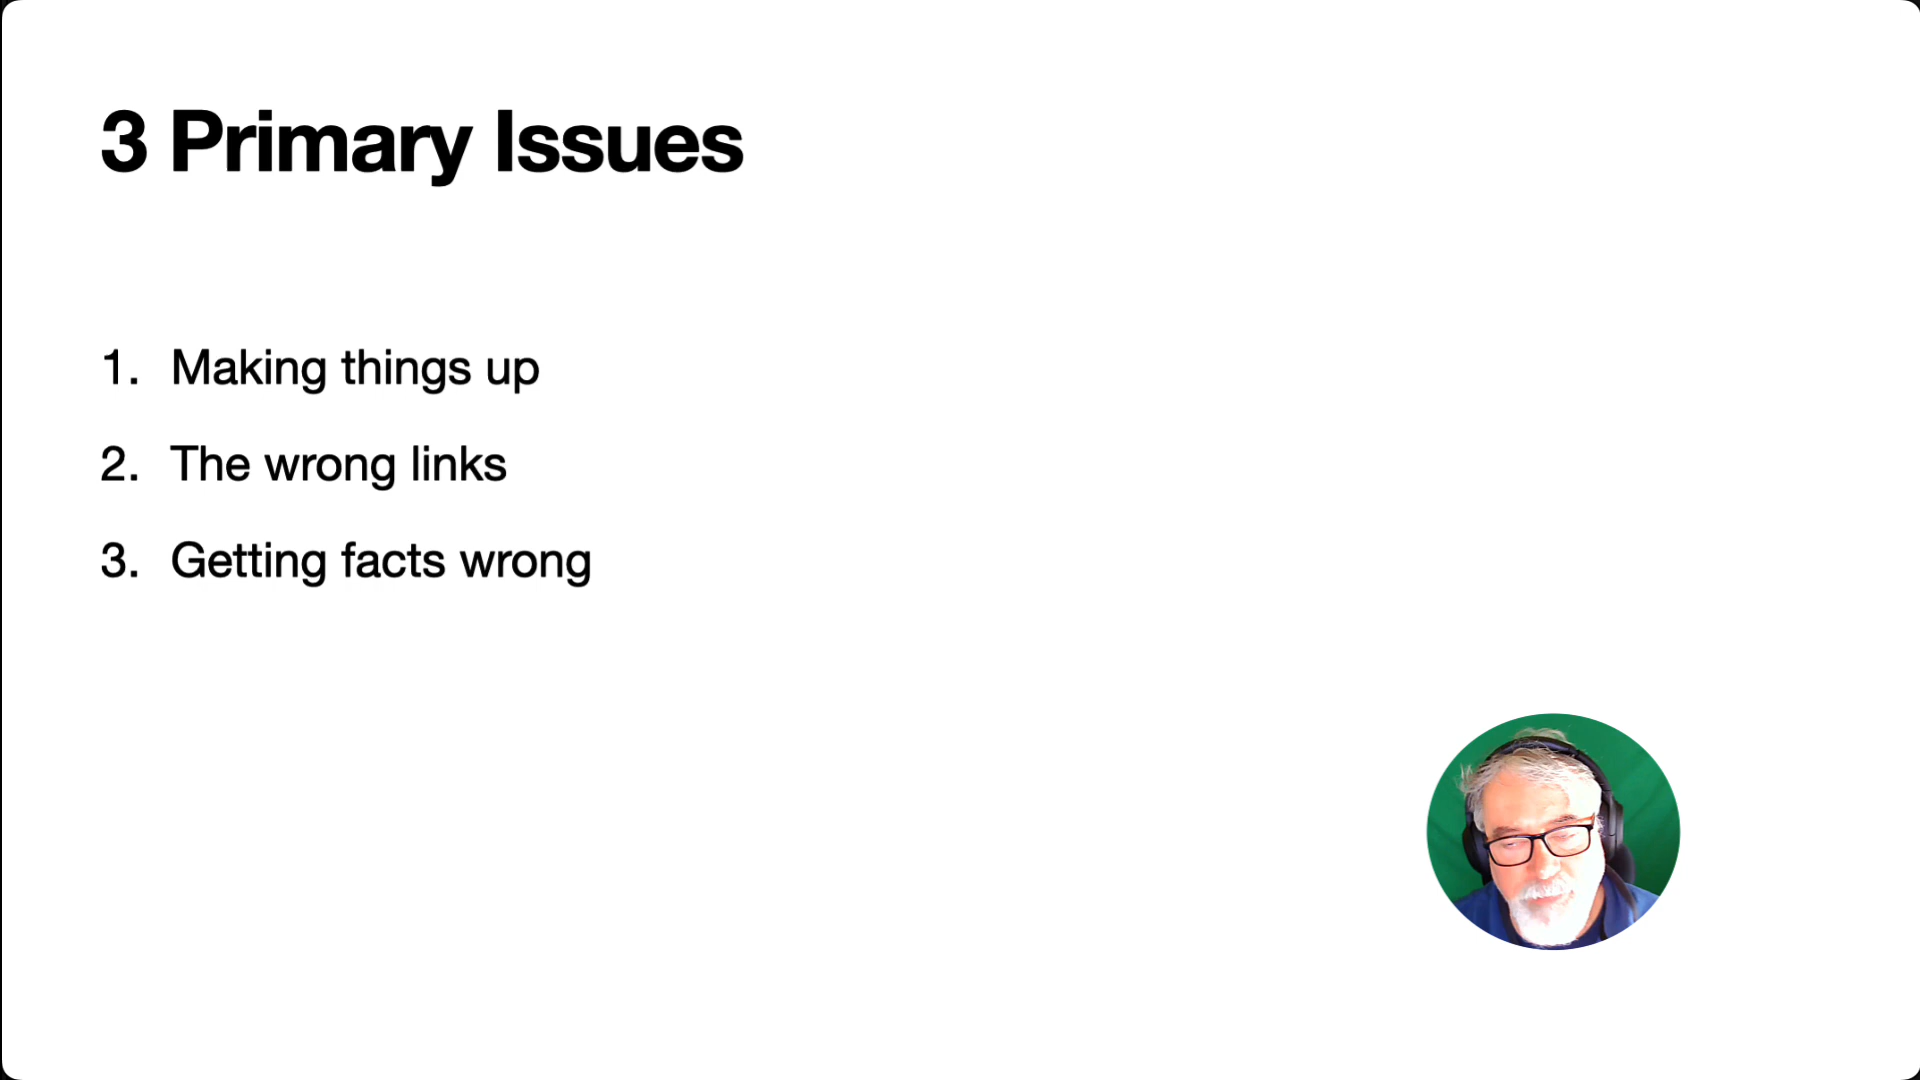 3 Primary Issues
1. Making things up
2. The wrong links
3. Getting facts wrong